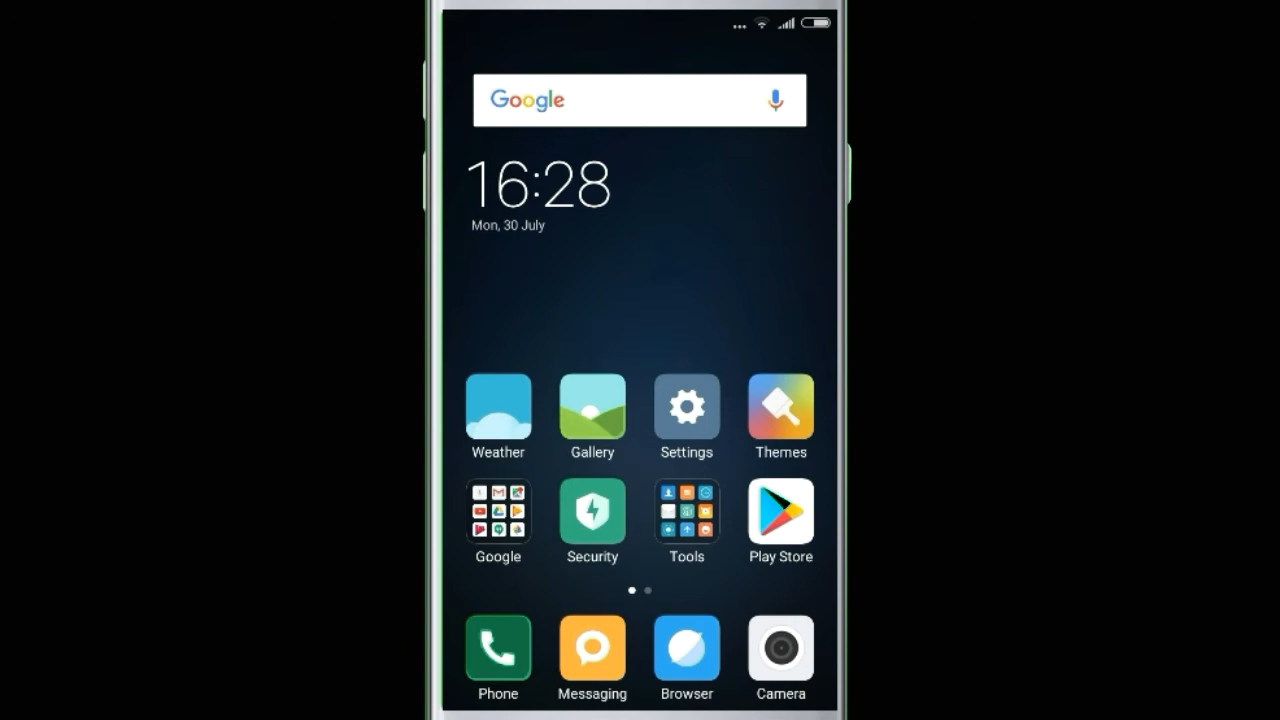 Google
16:28
Mon, 30 July
Weather Gallery Settings Themes
Google Security Tools Play Store
Phone Messaging Browser Camera